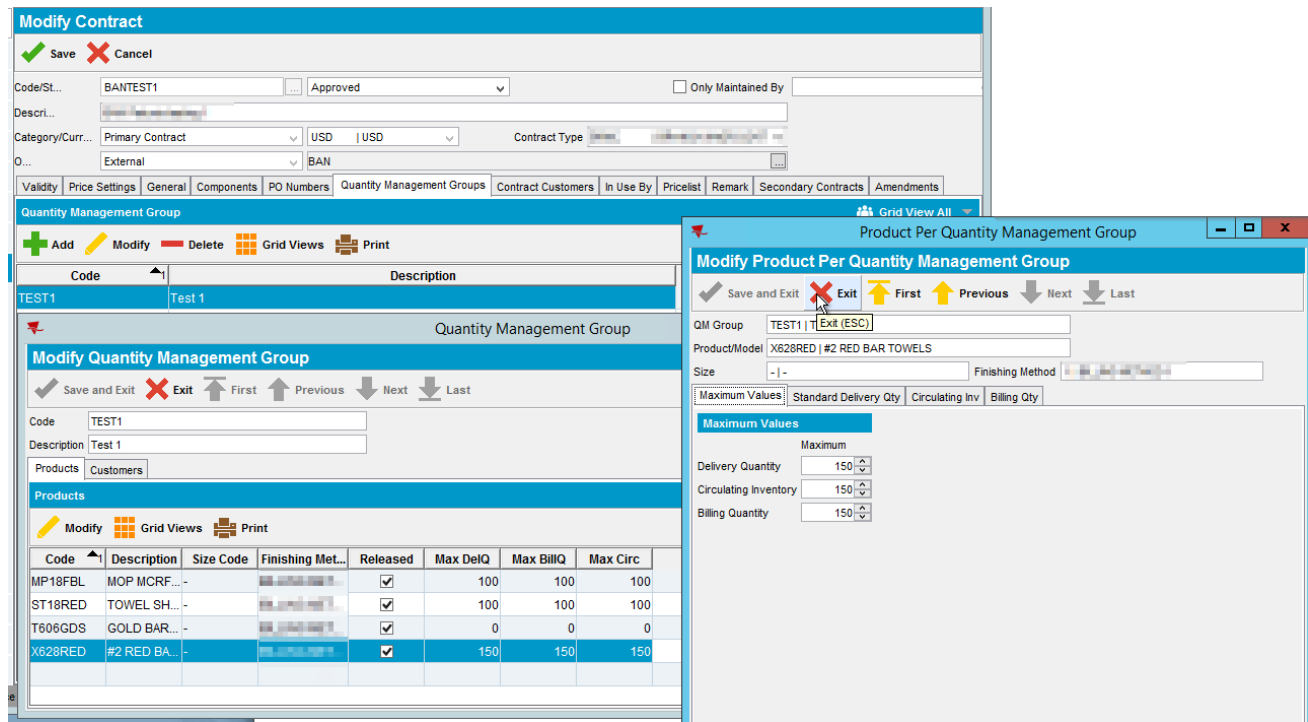 Modify Contract
Save Cancel
Code/St... BANTEST1 ... Approved Only Maintained By
Descri...
Category/Curr... Primary Contract USD | USD Contract Type
O... External BAN ...
Validity Price Settings General Components PO Numbers Quantity Management Groups Contract Customers In Use By Pricelist Remark Secondary Contracts Amendments
Quantity Management Group Grid View All
Add Modify Delete Grid Views Print
Code 1 Description
TEST1 Test 1
Quantity Management Group
Modify Quantity Management Group
Save and Exit Exit First Previous Next Last
Code TEST1
Description Test 1
Products Customers
Products
Modify Grid Views Print
Code 1 Description Size Code Finishing Met... Released Max DelQ Max BillQ Max Circ
MP18FBL MOP MCRF... - 100 100 100
ST18RED TOWEL SH... - 100 100 100
T606GDS GOLD BAR... - 0 0 0
X628RED #2 RED BA... - 150 150 150
Product Per Quantity Management Group
Modify Product Per Quantity Management Group
Save and Exit Exit First Previous Next Last
QM Group TEST1 | T
Exit (ESC)
Product/Model X628RED | #2 RED BAR TOWELS
Size - | - Finishing Method
Maximum Values Standard Delivery Qty Circulating Inv Billing Qty
Maximum Values
Maximum
Delivery Quantity 150
Circulating Inventory 150
Billing Quantity 150